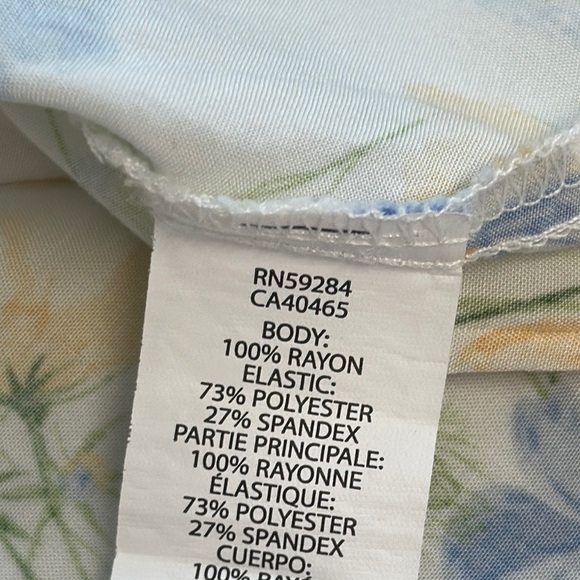 RN59284
CA40465
BODY:
100% RAYON
ELASTIC:
73% POLYESTER
27% SPANDEX
PARTIE PRINCIPALE:
100% RAYONNE
ÉLASTIQUE:
73% POLYESTER
27% SPANDEX
CUERPO:
100%